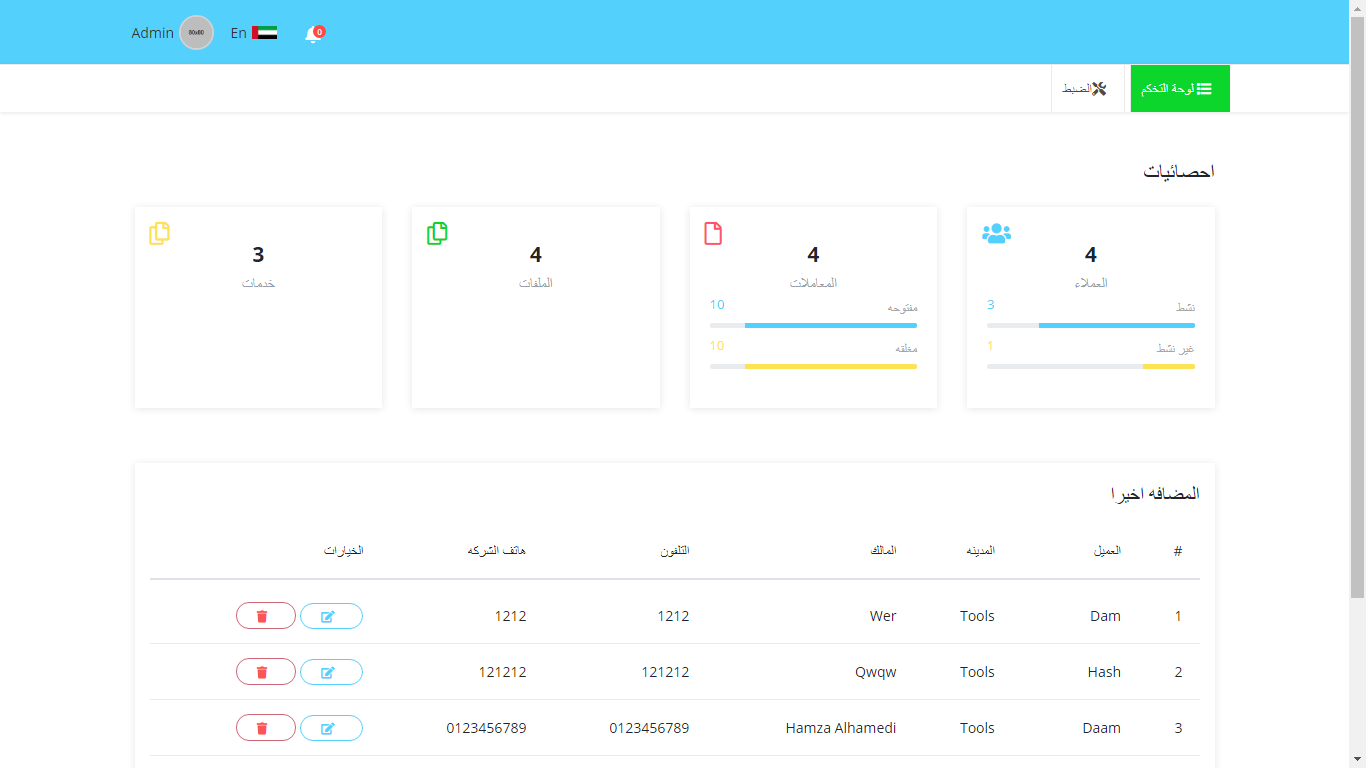 Admin 80x80 En 0
لوحة التحكم
الضبط
احصائيات
4
العملاء
نشط 3
غير نشط 1
4
المعاملات
مفتوحه 10
مغلقه 10
4
الملفات
3
خدمات
المضافه اخيرا
# العميل المدينه المالك التلفون هاتف الشركه الخيارات
1 Dam Tools Wer 1212 1212
2 Hash Tools Qwqw 121212 121212
3 Daam Tools Hamza Alhamedi 0123456789 0123456789